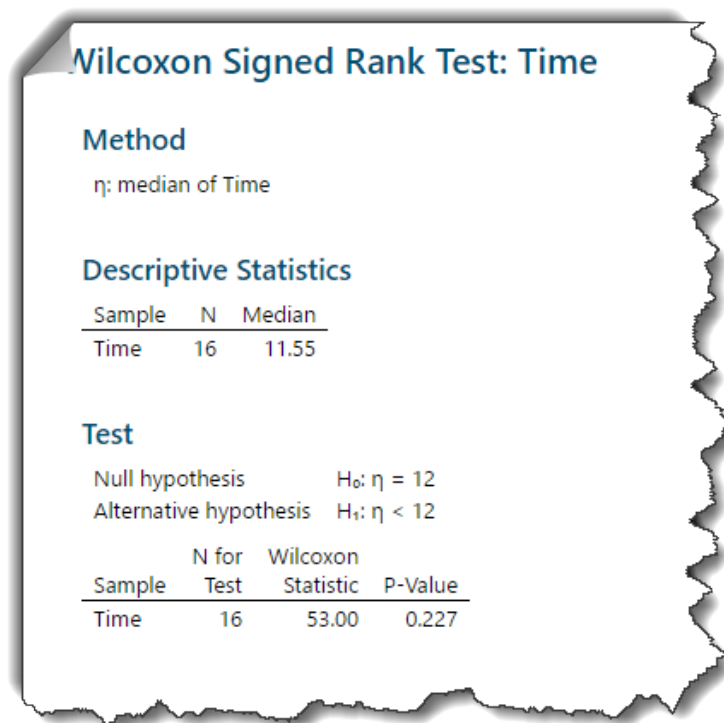 Wilcoxon Signed Rank Test: Time
Method
η: median of Time
Descriptive Statistics
Sample N Median
Time 16 11.55
Test
Null hypothesis H₀: η = 12
Alternative hypothesis H₁: η < 12
N for Wilcoxon
Sample Test Statistic P-Value
Time 16 53.00 0.227